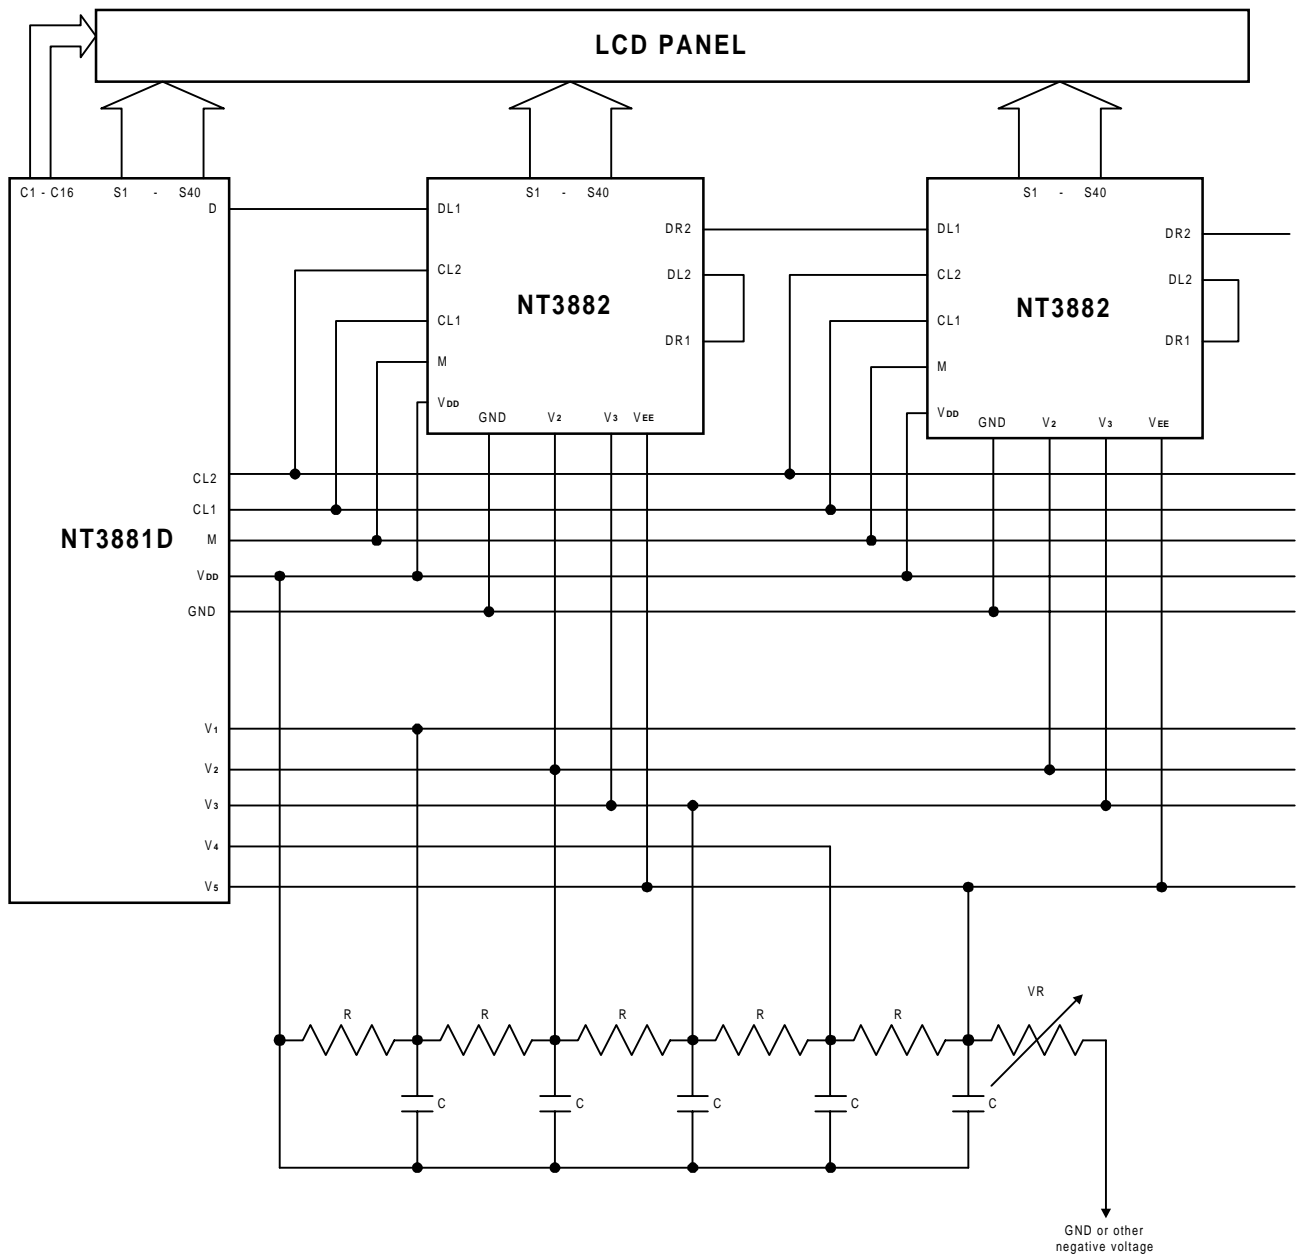 LCD PANEL
C1 - C16 S1 - S40
D
S1 - S40
DL1
DR2
CL2
DL2
NT3882
CL1
DR1
M
VDD
GND V2 V3 VEE
S1 - S40
DL1
DR2
CL2
DL2
NT3882
CL1
DR1
M
VDD
GND V2 V3 VEE
CL2
CL1
NT3881D
M
VDD
GND
V1
V2
V3
V4
V5
R R R R R VR
C C C C C
GND or other
negative voltage